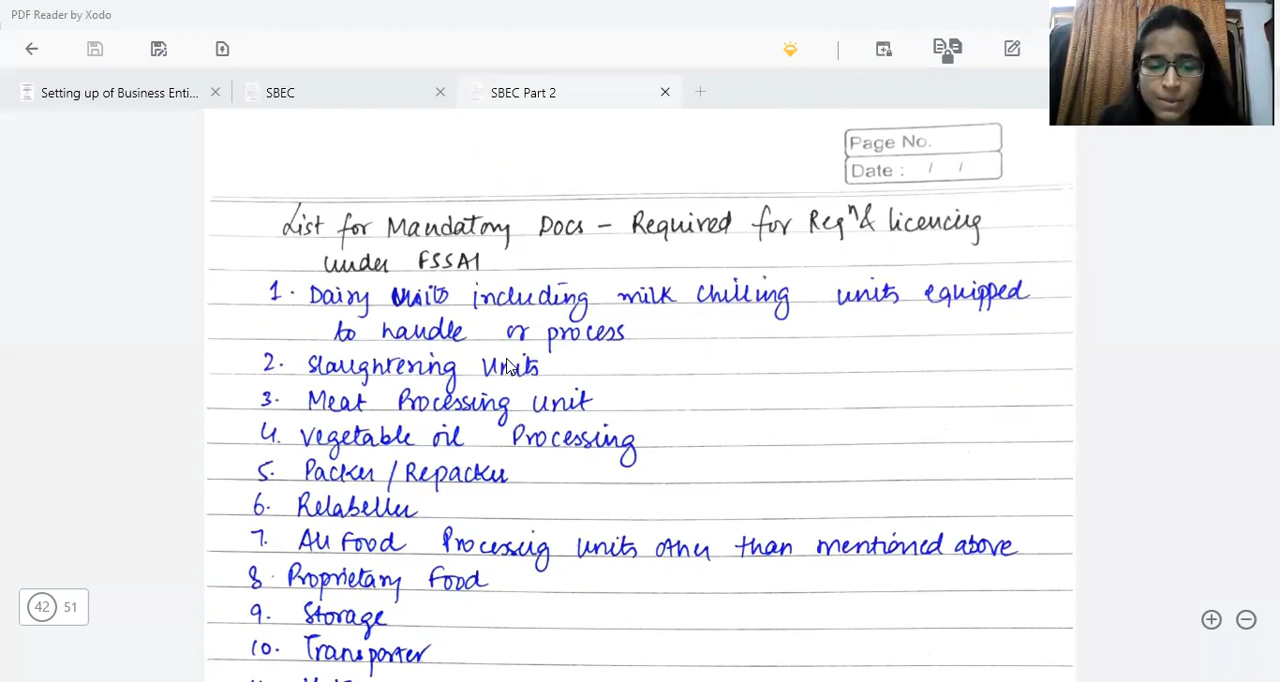 PDF Reader by Xodo
Setting up of Business Enti...
SBEC
SBEC Part 2
Page No.
Date : / /
List for Mandatory Docs - Required for Regn & licencing
under FSSAI
1. Dairy Units including milk chilling units equipped
to handle or process
2. Slaughtering Units
3. Meat Processing Unit
4. Vegetable oil Processing
5. Packer / Repacker
6. Relabeller
7. All Food Processing units other than mentioned above
8. Proprietary Food
9. Storage
10. Transporter
42 51